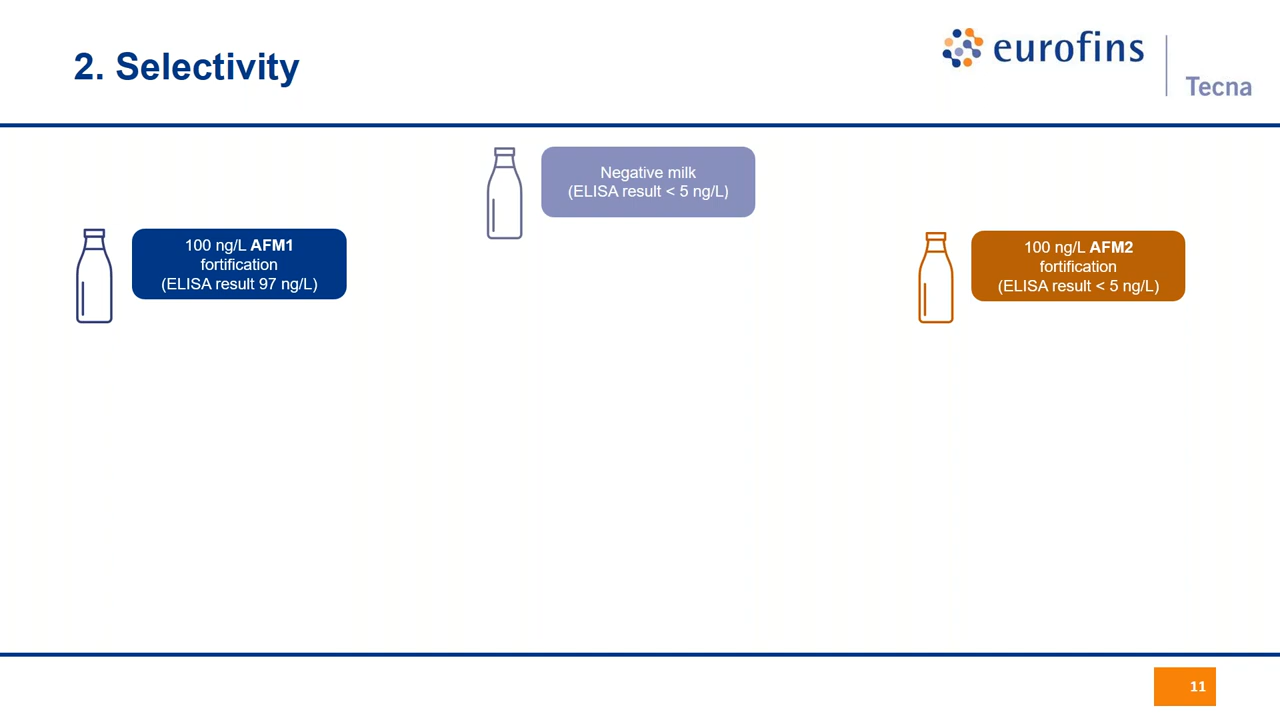 2. Selectivity
eurofins
Tecna
Negative milk
(ELISA result < 5 ng/L)
100 ng/L AFM1
fortification
(ELISA result 97 ng/L)
100 ng/L AFM2
fortification
(ELISA result < 5 ng/L)
11